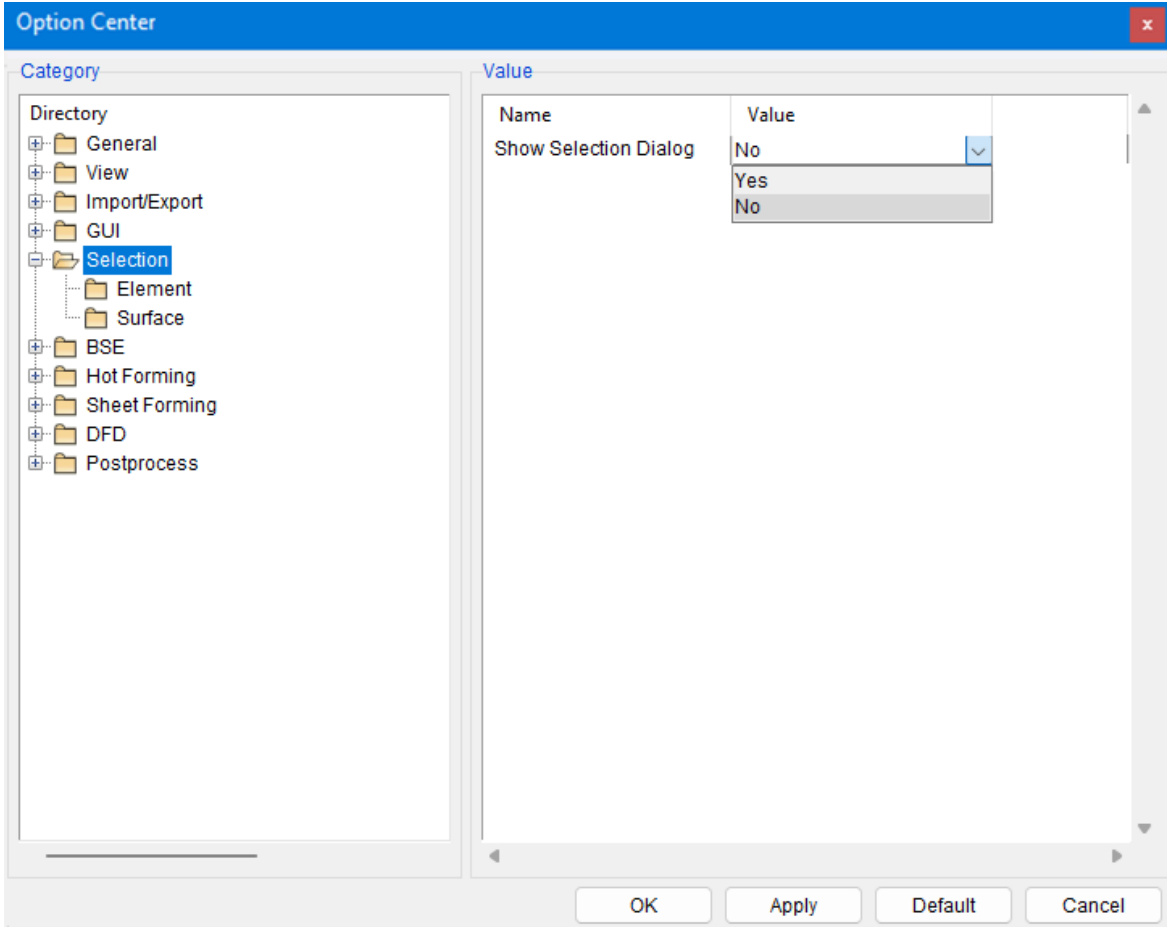 Option Center
x
Category
Value
Directory
General
View
Import/Export
GUI
Selection
Element
Surface
BSE
Hot Forming
Sheet Forming
DFD
Postprocess
Name Value
Show Selection Dialog No
Yes
No
OK Apply Default Cancel